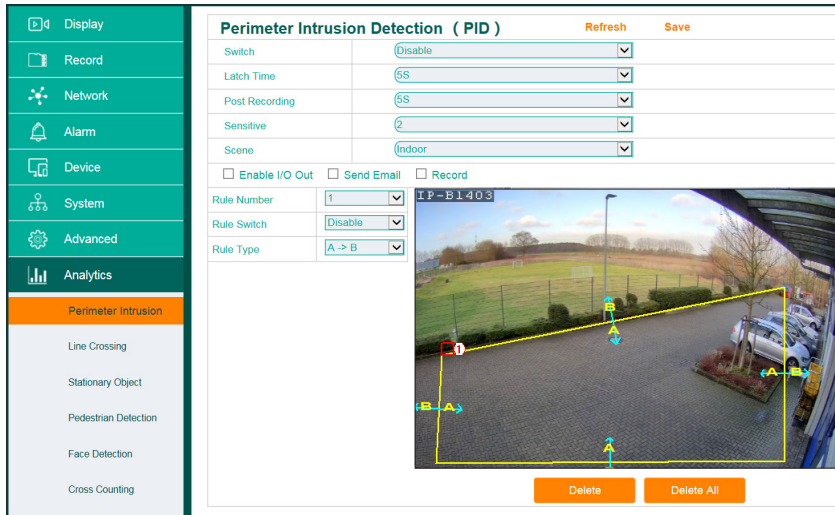 Display
Record
Network
Alarm
Device
System
Advanced
Analytics
Perimeter Intrusion
Line Crossing
Stationary Object
Pedestrian Detection
Face Detection
Cross Counting
Perimeter Intrusion Detection ( PID ) Refresh Save
Switch Disable
Latch Time 5S
Post Recording 5S
Sensitive 2
Scene Indoor
Enable I/O Out Send Email Record
Rule Number 1
Rule Switch Disable
Rule Type A -> B
IP-B1403
B
A
1
A B
B A
A
Delete Delete All